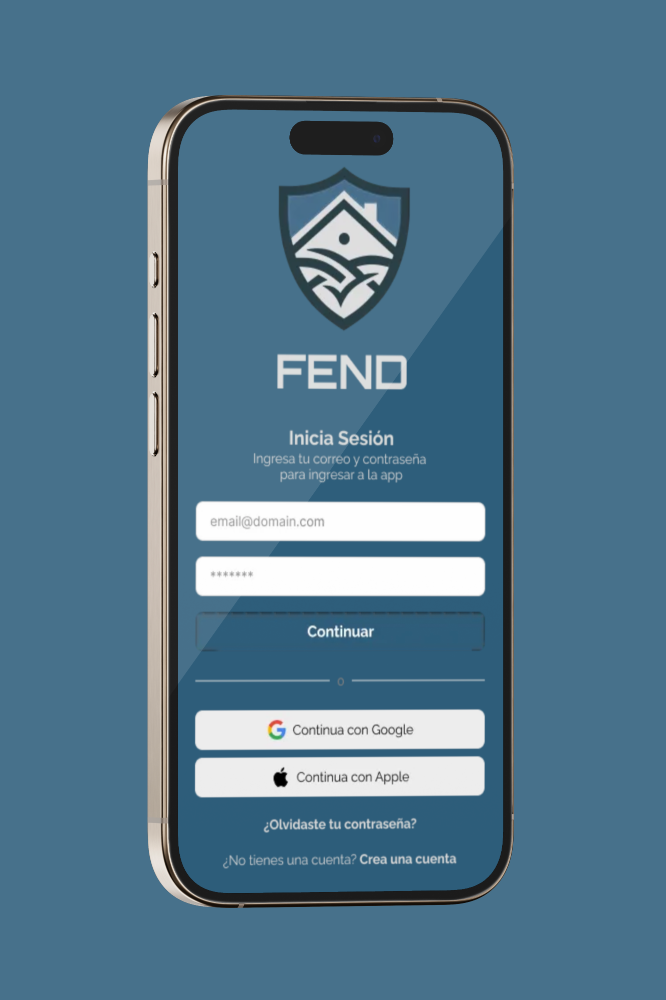 FEND
Inicia Sesión
Ingresa tu correo y contraseña
para ingresar a la app
email@domain.com
*******
Continuar
o
Continua con Google
Continua con Apple
¿Olvidaste tu contraseña?
¿No tienes una cuenta? Crea una cuenta